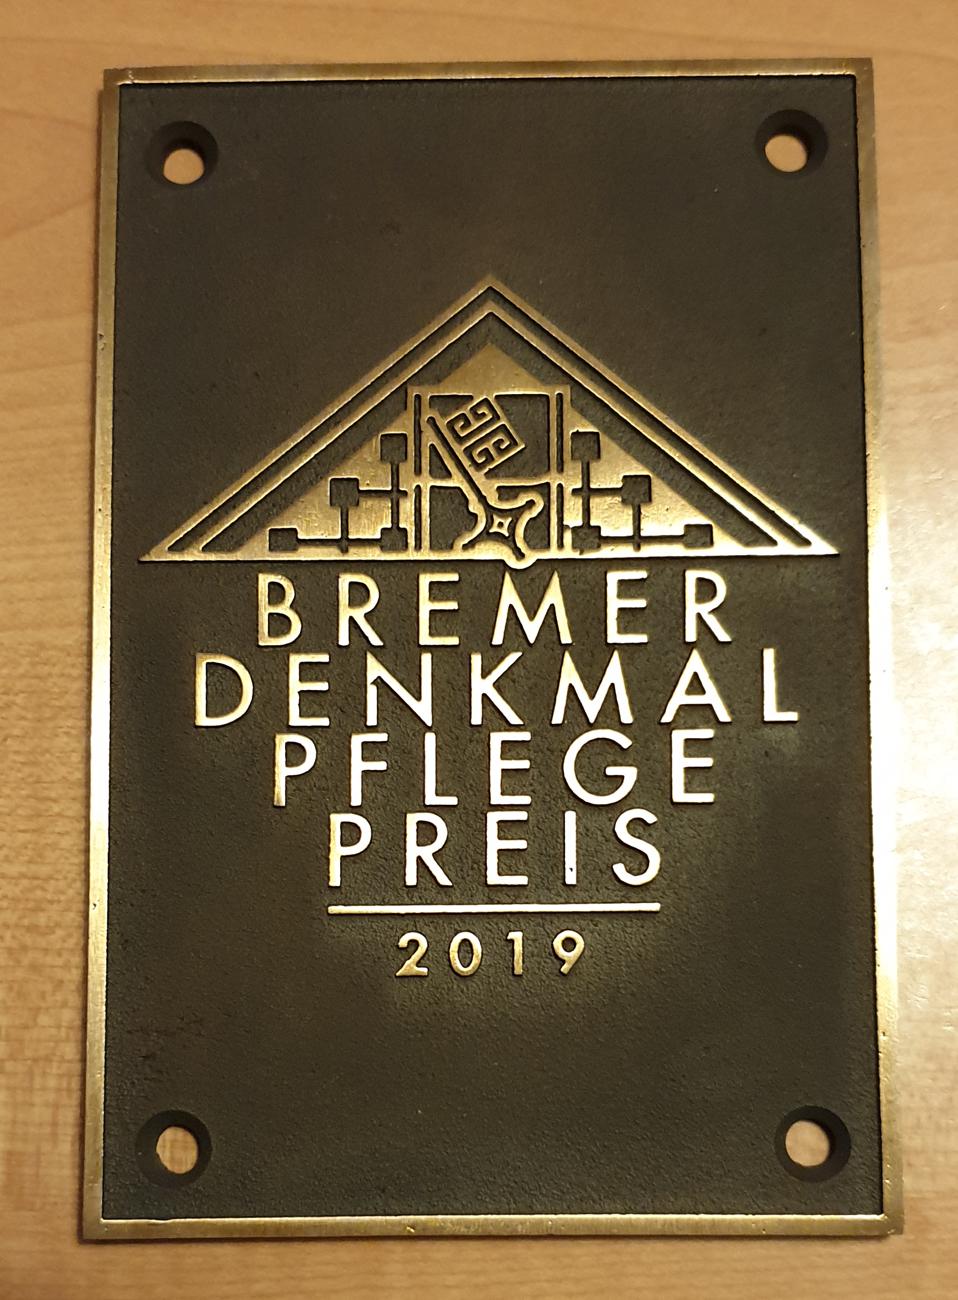 BREMER
DENKMAL
PFLEGE
PREIS
2019